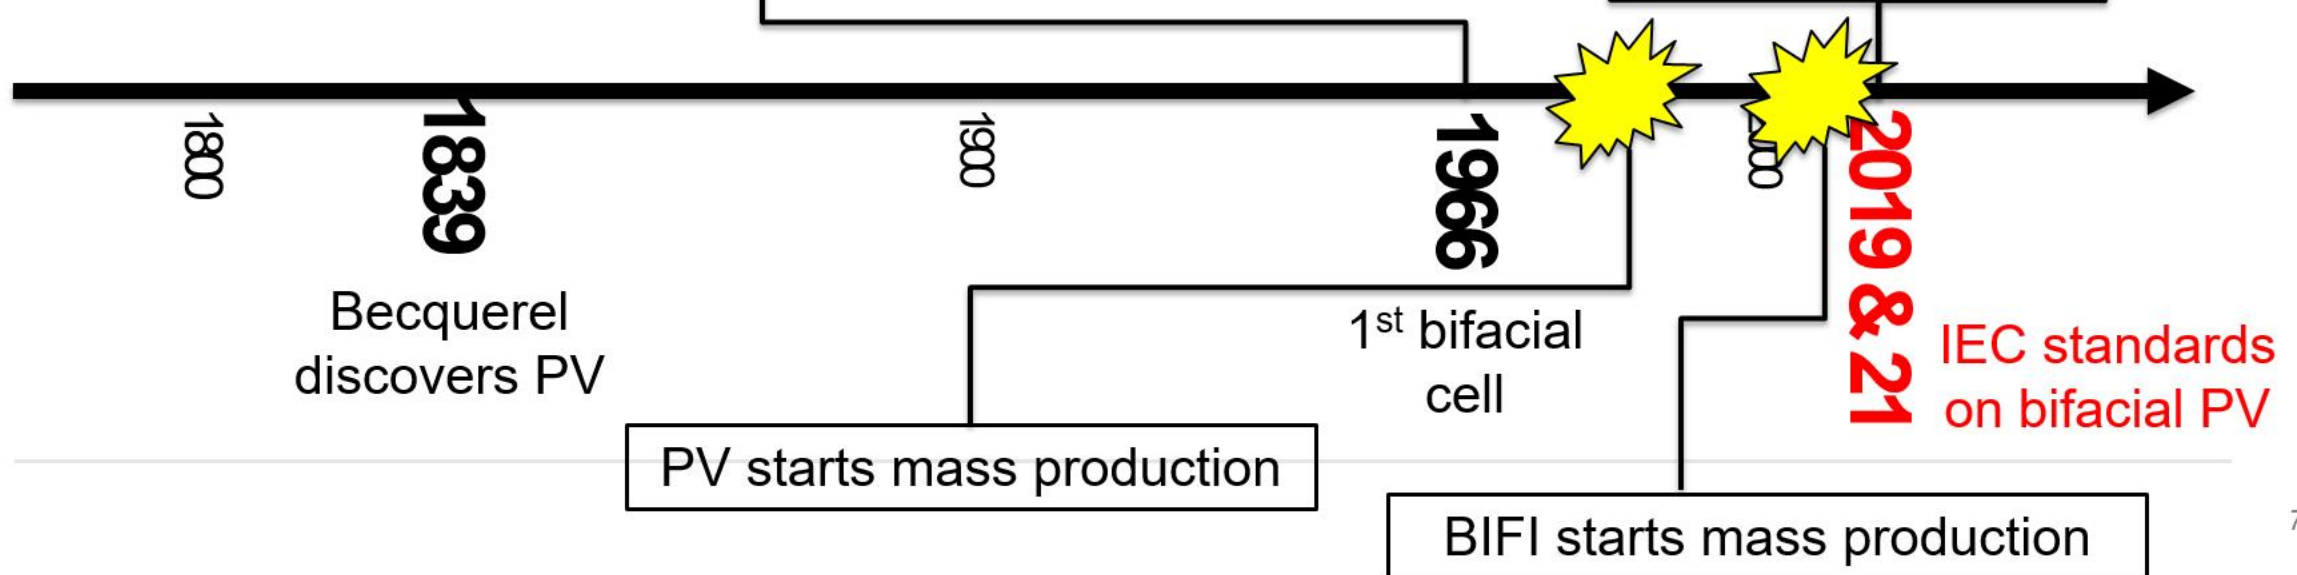 1800
1839
1900
1966
2019 & 21
Becquerel
discovers PV
1st bifacial
cell
IEC standards
on bifacial PV
PV starts mass production
BIFI starts mass production
7